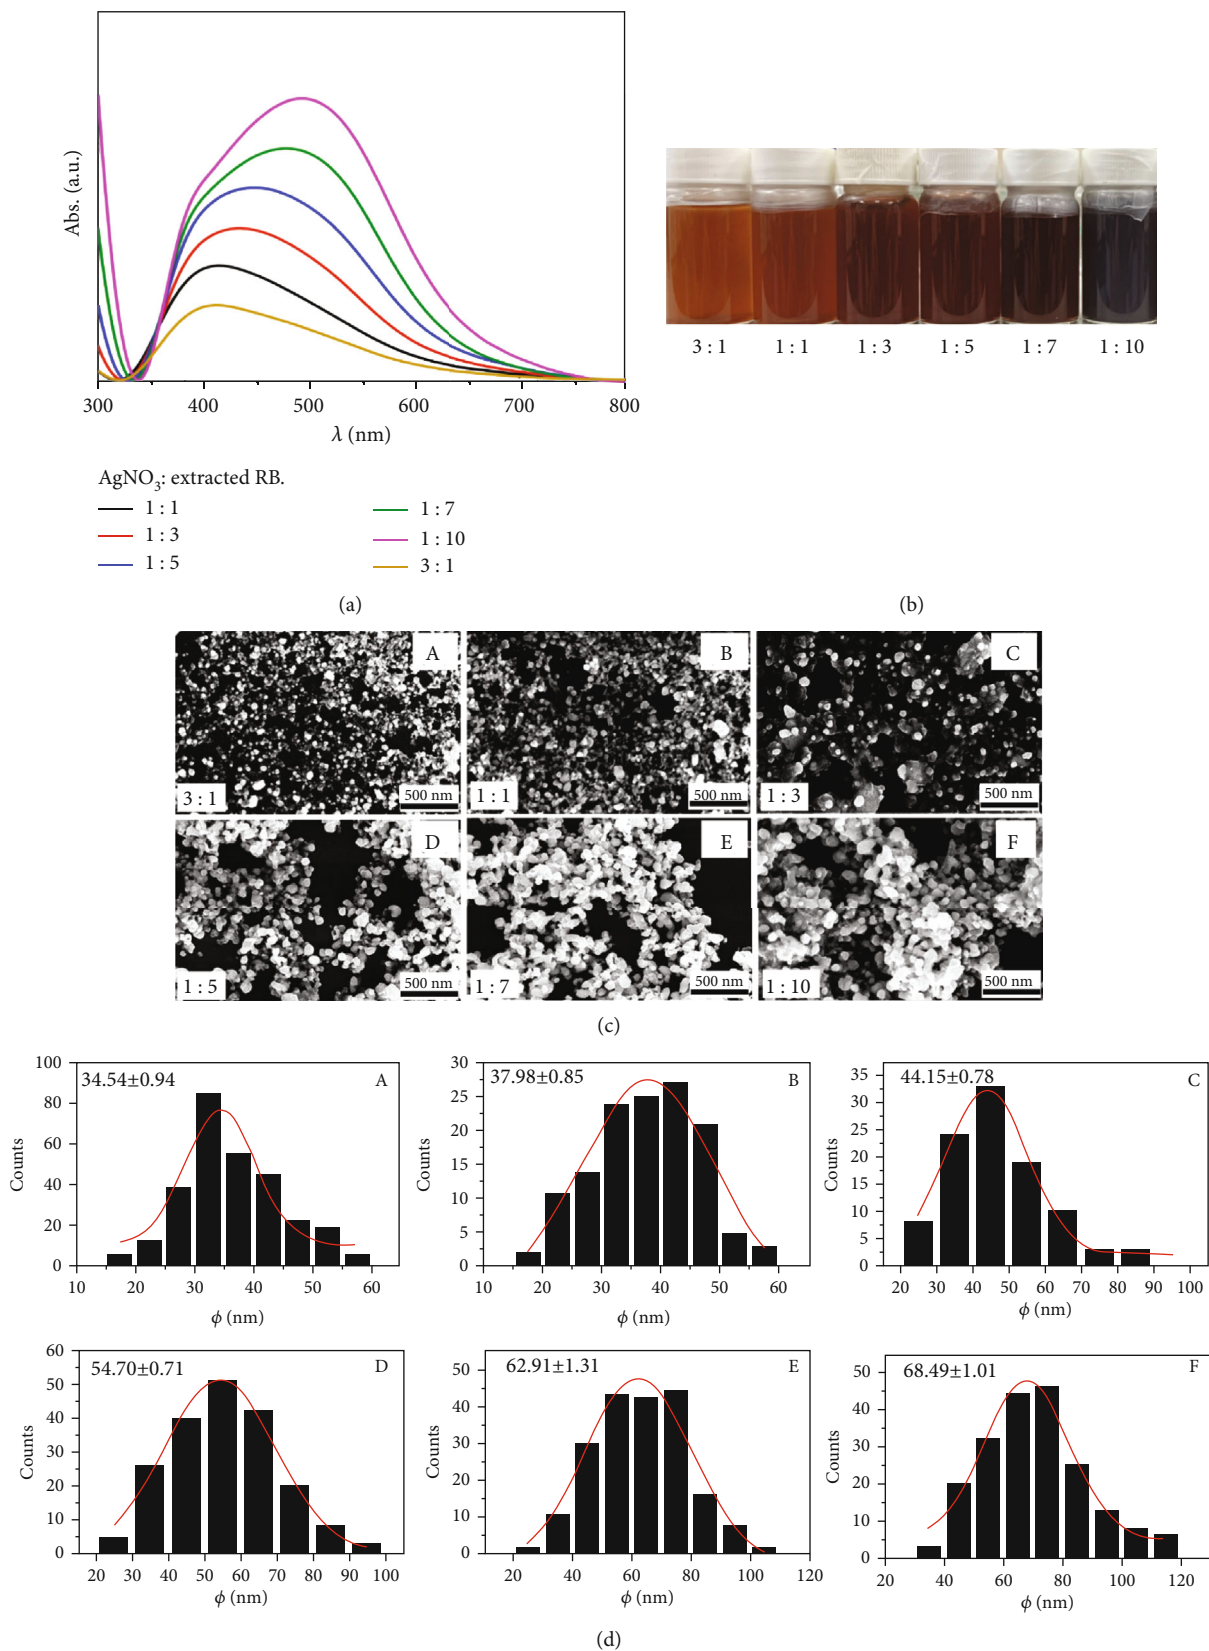 Abs. (a.u.)
300 400 500 600 700 800
λ (nm)
AgNO3: extracted RB.
1 : 1
1 : 3
1 : 5
1 : 7
1 : 10
3 : 1
(a)
3 : 1 1 : 1 1 : 3 1 : 5 1 : 7 1 : 10
(b)
A
3 : 1
500 nm
B
1 : 1
500 nm
C
1 : 3
500 nm
D
1 : 5
500 nm
E
1 : 7
500 nm
F
1 : 10
500 nm
(c)
34.54±0.94
A
Counts
100
80
60
40
20
0
10 20 30 40 50 60
ϕ (nm)
37.98±0.85
B
Counts
30
25
20
15
10
5
0
10 20 30 40 50 60
ϕ (nm)
44.15±0.78
C
Counts
35
30
25
20
15
10
5
0
20 30 40 50 60 70 80 90 100
ϕ (nm)
54.70±0.71
D
Counts
60
50
40
30
20
10
0
20 30 40 50 60 70 80 90 100
ϕ (nm)
62.91±1.31
E
Counts
50
40
30
20
10
0
20 40 60 80 100 120
ϕ (nm)
68.49±1.01
F
Counts
50
40
30
20
10
0
20 40 60 80 100 120
ϕ (nm)
(d)